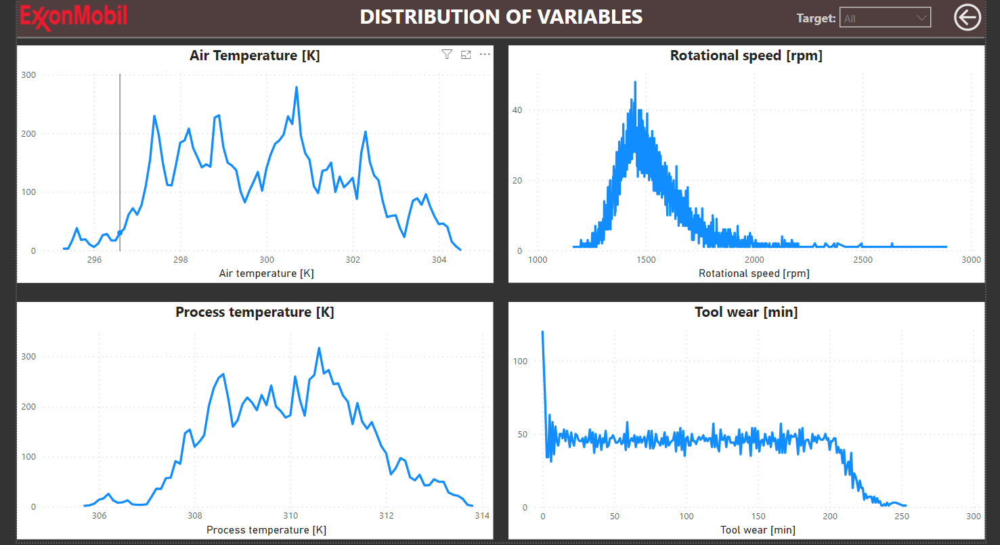 ExxonMobil
DISTRIBUTION OF VARIABLES
Target: All
Air Temperature [K]
300
200
100
0
296 298 300 302 304
Air temperature [K]
Rotational speed [rpm]
40
20
0
1000 1500 2000 2500 3000
Rotational speed [rpm]
Process temperature [K]
300
200
100
0
306 308 310 312 314
Process temperature [K]
Tool wear [min]
100
50
0
0 50 100 150 200 250 300
Tool wear [min]